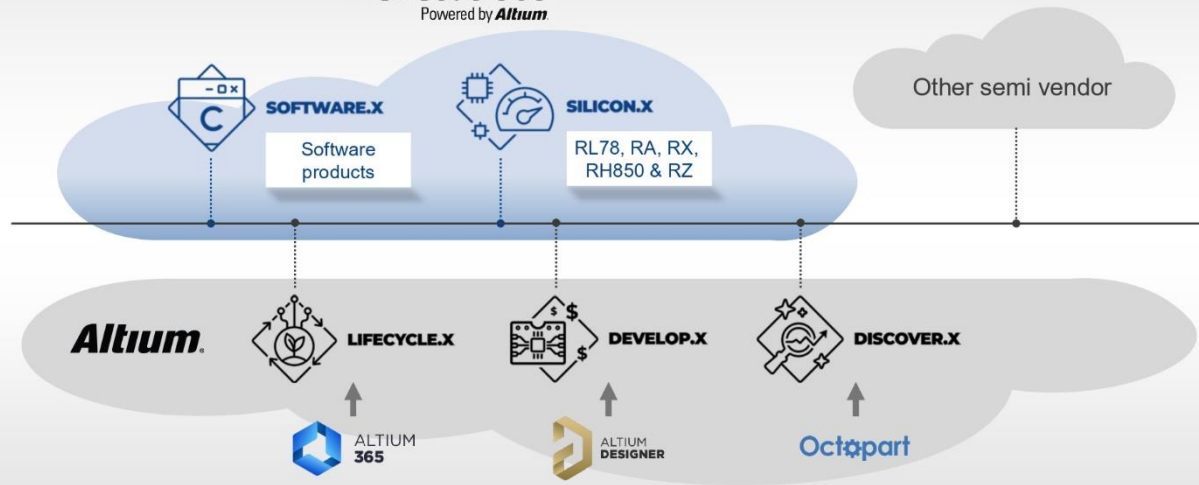 Powered by Altium
SOFTWARE.X
SILICON.X
Other semi vendor
C
Software
products
RL78, RA, RX,
RH850 & RZ
Altium.
LIFECYCLE.X
$ $
$
DEVELOP.X
DISCOVER.X
ALTIUM
365
ALTIUM
DESIGNER
Octopart